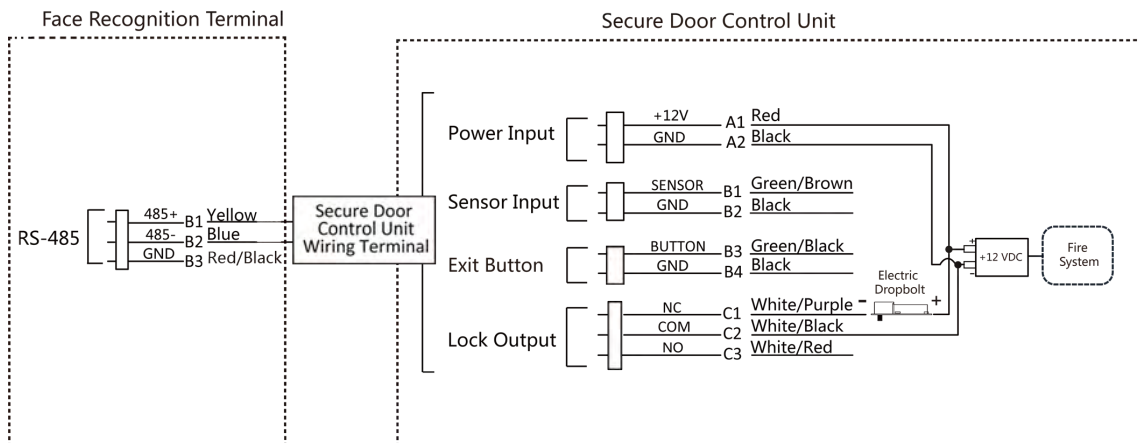 Face Recognition Terminal
Secure Door Control Unit
RS-485
485+ B1 Yellow
485- B2 Blue
GND B3 Red/Black
Secure Door
Control Unit
Wiring Terminal
Power Input
+12V A1 Red
GND A2 Black
Sensor Input
SENSOR B1 Green/Brown
GND B2 Black
Exit Button
BUTTON B3 Green/Black
GND B4 Black
Lock Output
NC C1 White/Purple
COM C2 White/Black
NO C3 White/Red
Electric
Dropbolt
- +
+
+12 VDC
-
Fire
System